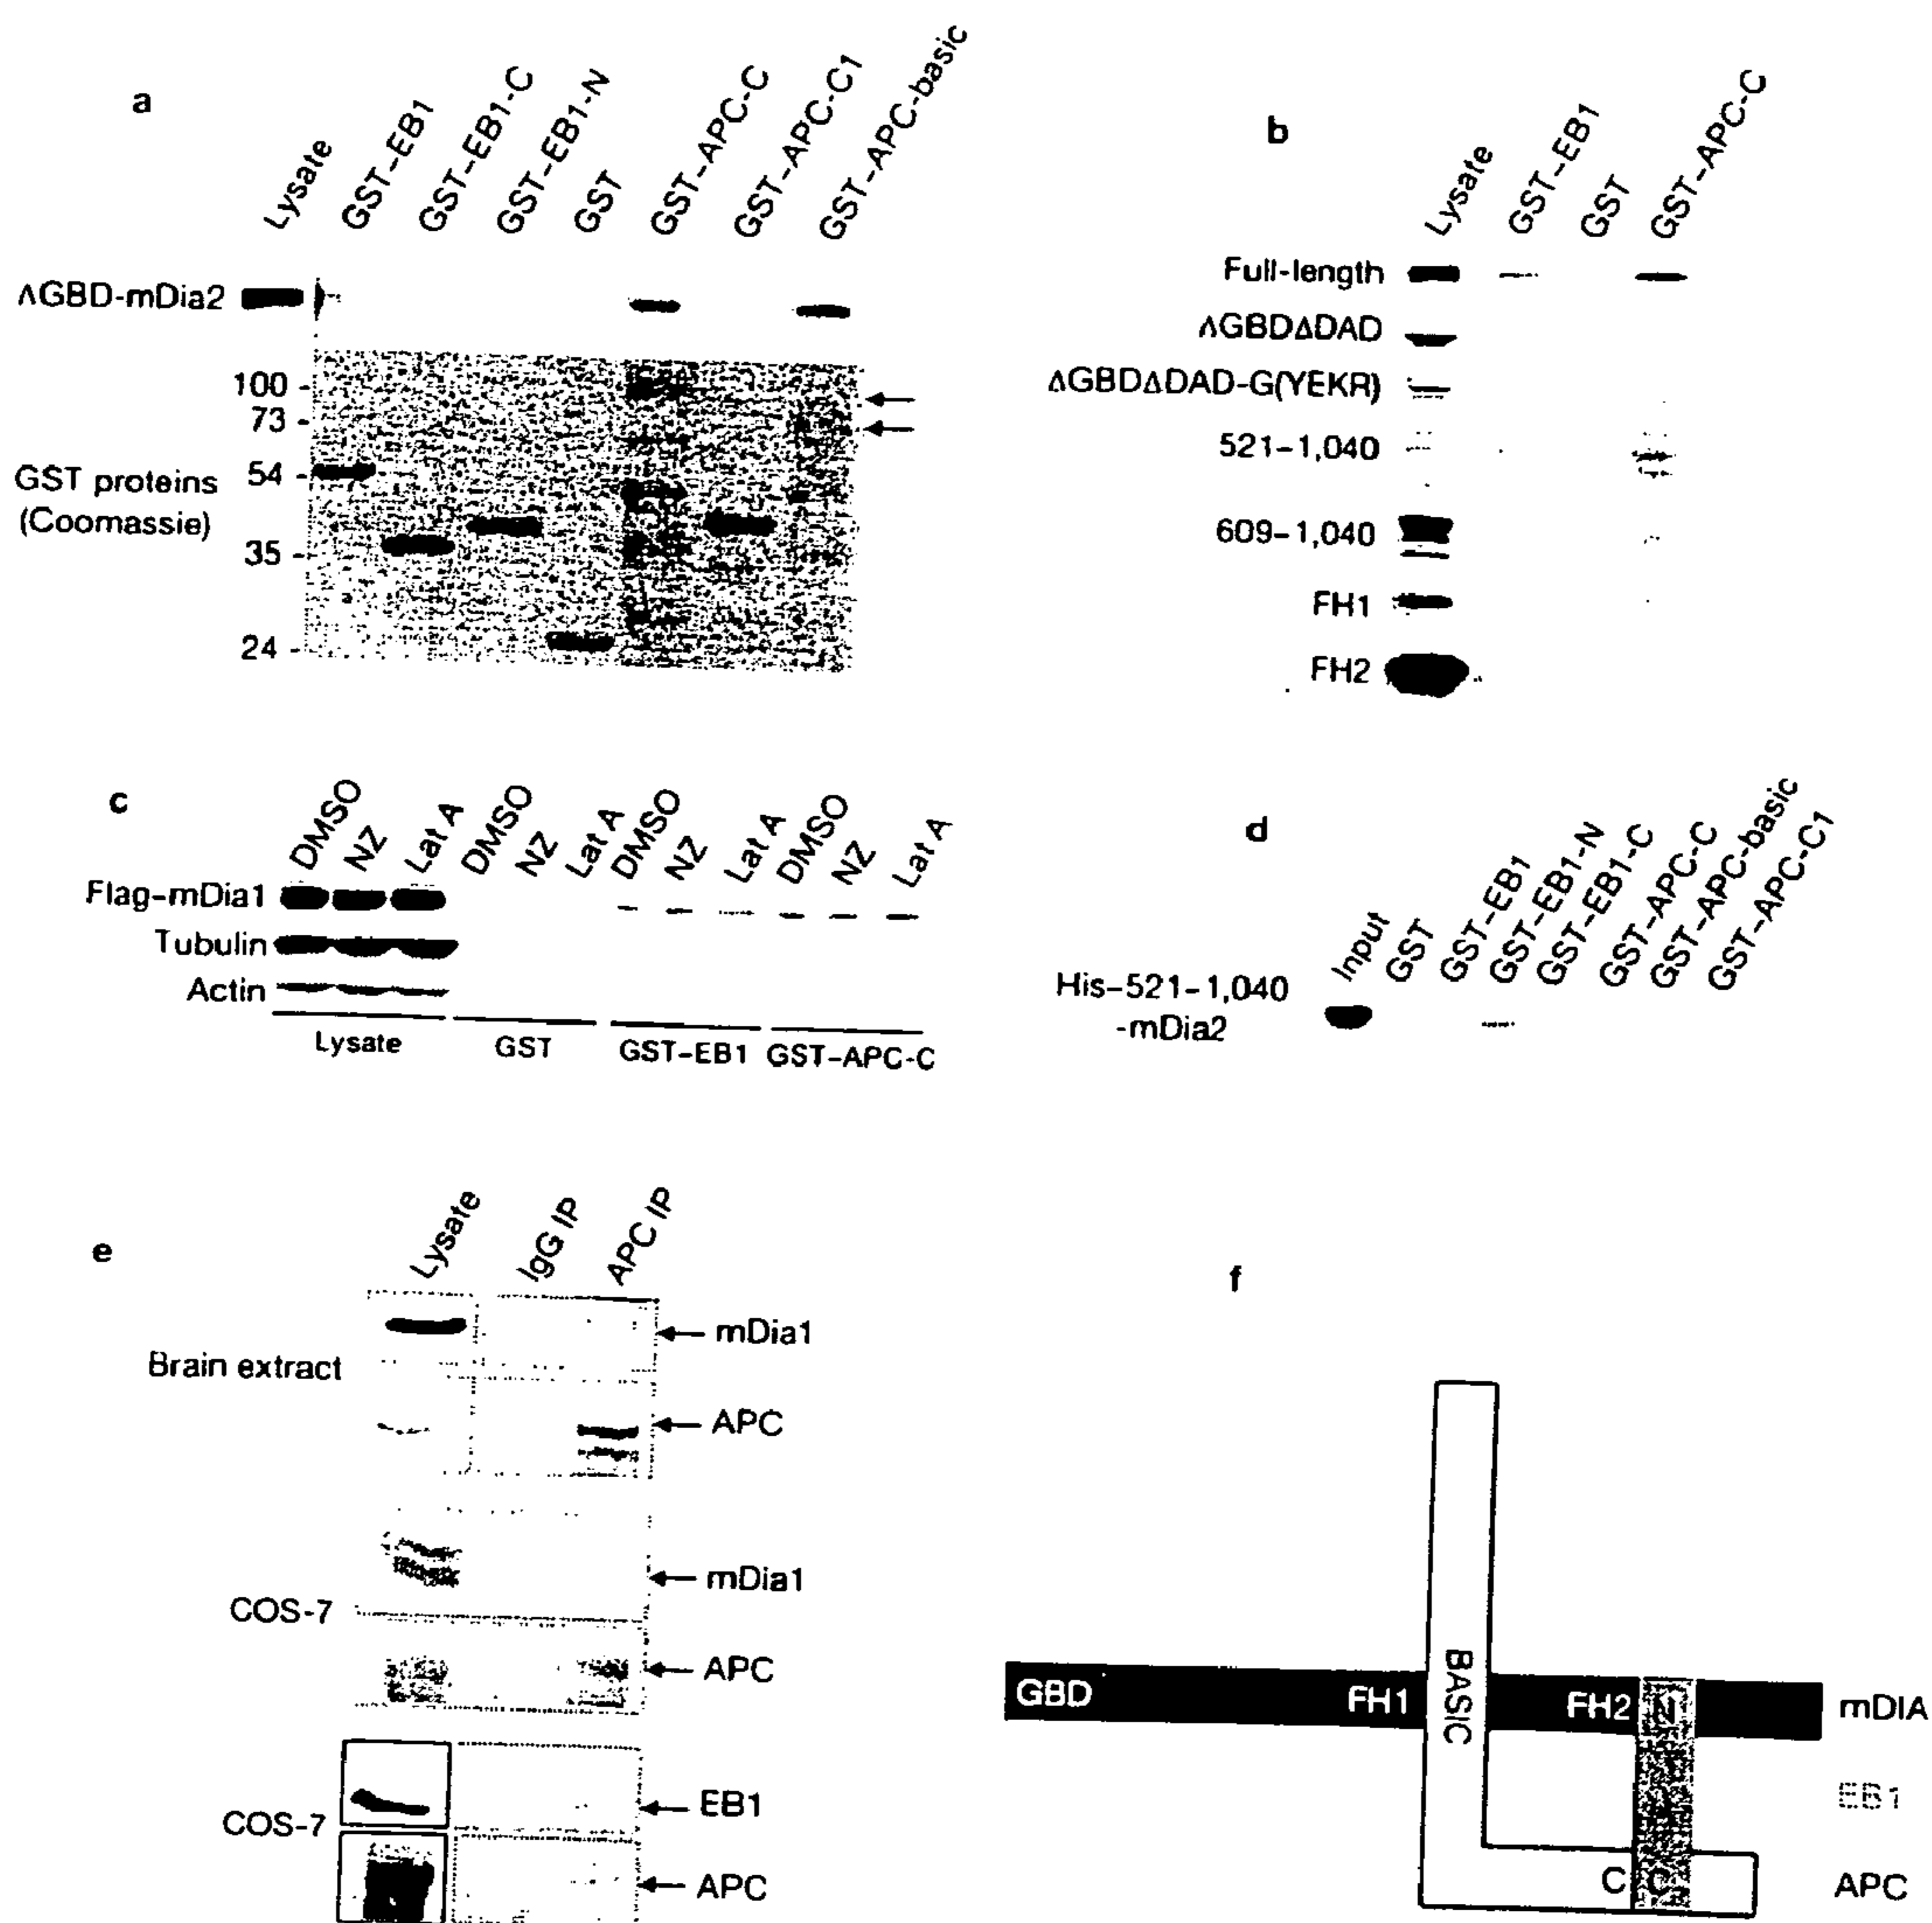 a
Lysate
GST-EB1
GST-EB1-C
GST-EB1-N
GST
GST-APC-C
GST-APC-C1
GST-APC-basic
ΛGBD-mDia2
100
73
54
35
24
GST proteins
(Coomassie)
b
Lysate
GST-EB1
GST
GST-APC-C
Full-length
ΛGBDΔDAD
ΔGBDΔDAD-G(YEKR)
521-1,040
609-1,040
FH1
FH2
c
DMSO
NZ
Lat A
DMSO
NZ
Lat A
DMSO
NZ
Lat A
DMSO
NZ
Lat A
Flag-mDia1
Tubulin
Actin
Lysate
GST
GST-EB1
GST-APC-C
d
Input
GST
GST-EB1
GST-EB1-N
GST-EB1-C
GST-APC-C
GST-APC-basic
GST-APC-C1
His-521-1,040
-mDia2
e
Lysate
IgG IP
APC IP
mDia1
Brain extract
APC
mDia1
COS-7
APC
EB1
COS-7
APC
f
GBD
FH1
BASIC
FH2
N
mDIA
EB1
C
C
APC